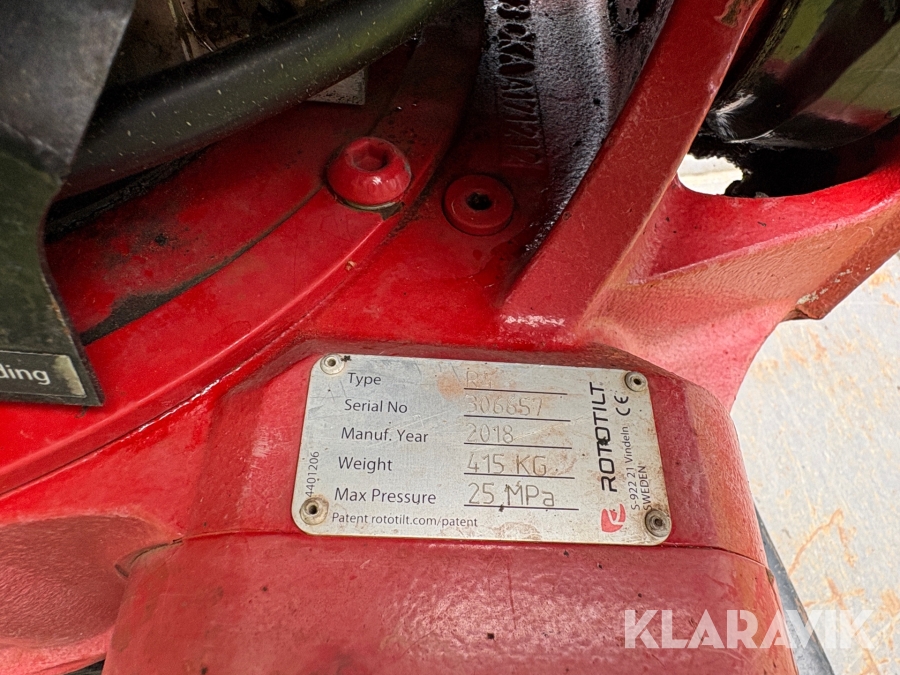 ding
Type
Serial No 306657
Manuf. Year 2018
Weight 415 KG
Max Pressure 25 MPa
Patent rototilt.com/patent
4401206
ROTOTILT
CE
S-922 21 Vindeln
SWEDEN
KLARAVIK